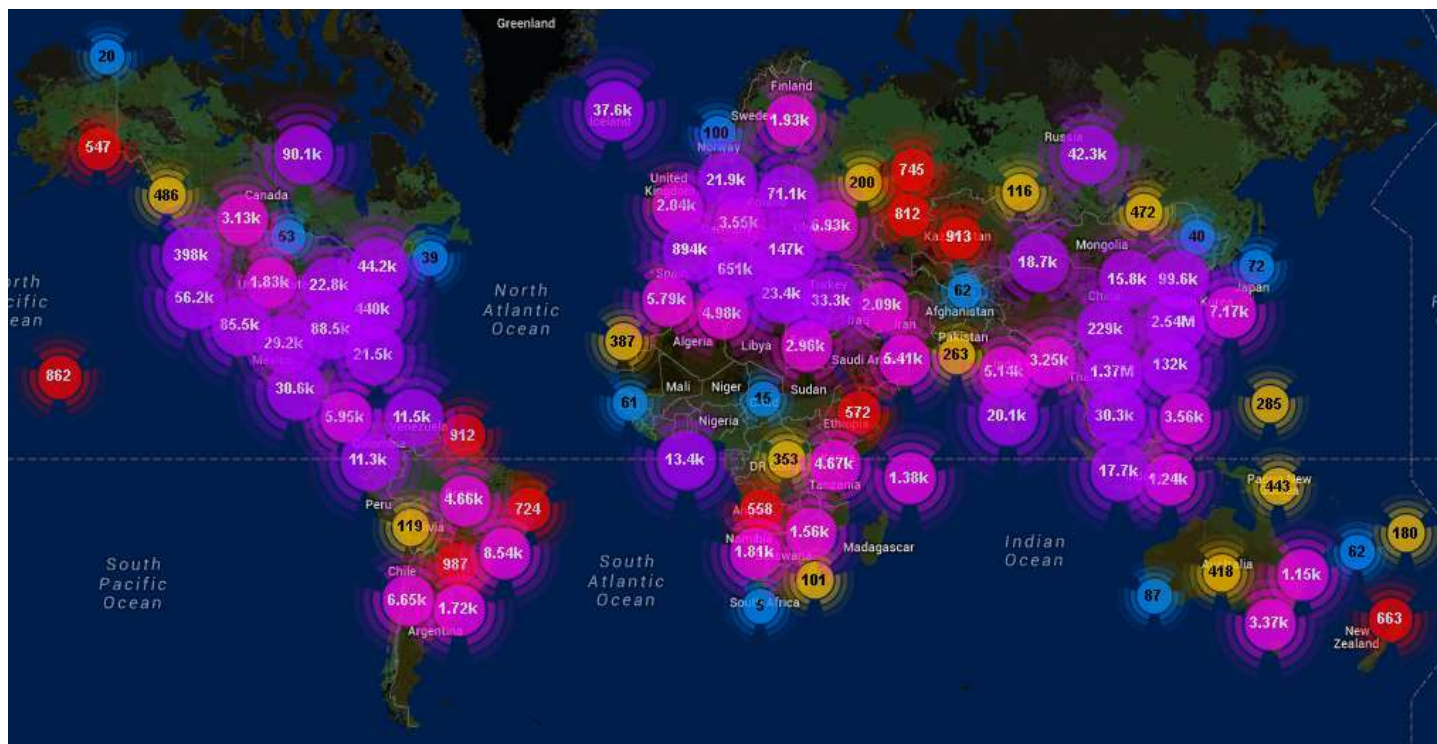 Greenland
20
37.6k
Iceland
Finland
Sweden
1.93k
100
Norway
547
90.1k
Russia
42.3k
486
Canada
3.13k
53
39
United
Kingdom
2.04k
21.9k
71.1k
3.55k
6.93k
200
745
812
913
116
472
40
72
Japan
Mongolia
398k
1.83k
22.8k
44.2k
894k
147k
651k
18.7k
15.8k
99.6k
China
56.2k
440k
North
Atlantic
Ocean
5.79k
4.98k
23.4k
Turkey
33.3k
2.09k
Iraq
Iran
62
Afghanistan
Pakistan
263
7.17k
85.5k
88.5k
29.2k
21.5k
387
Algeria
Libya
2.96k
5.41k
5.14k
3.25k
229k
2.54M
862
30.6k
Mali
Niger
Sudan
1.37M
132k
5.95k
11.5k
Venezuela
912
61
Nigeria
15
572
Ethiopia
20.1k
30.3k
3.56k
285
11.3k
13.4k
353
4.67k
Tanzania
1.38k
17.7k
1.24k
443
Peru
4.66k
724
119
558
Namibia
1.56k
Madagascar
8.54k
987
1.81k
101
Chile
6.65k
1.72k
Argentina
South
Pacific
Ocean
South
Atlantic
Ocean
5
South Africa
Indian
Ocean
180
62
418
1.15k
87
3.37k
663
New
Zealand